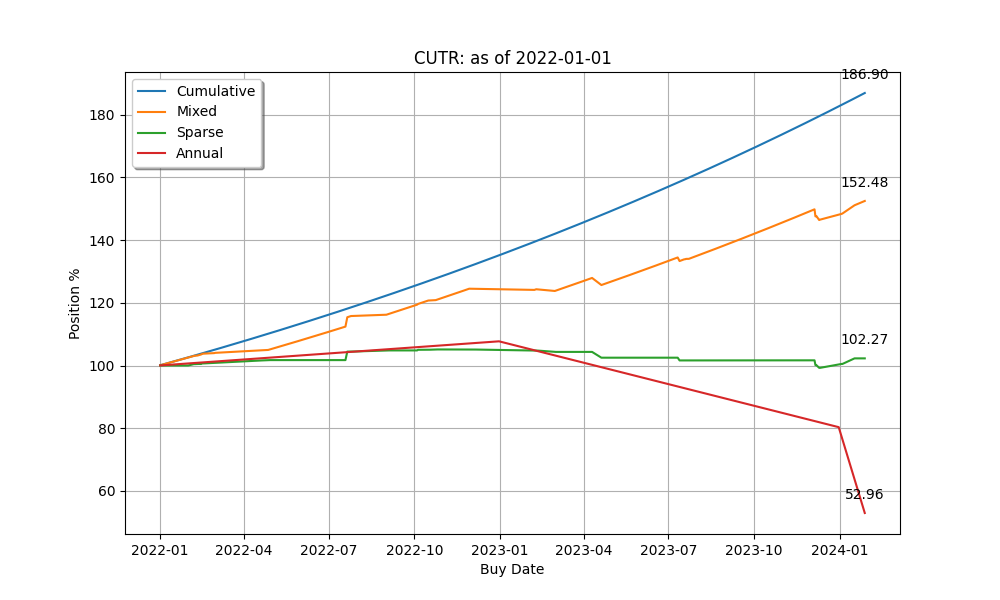 CUTR: as of 2022-01-01
Cumulative
Mixed
Sparse
Annual
186.90
152.48
102.27
52.96
Position %
180
160
140
120
100
80
60
2022-01 2022-04 2022-07 2022-10 2023-01 2023-04 2023-07 2023-10 2024-01
Buy Date